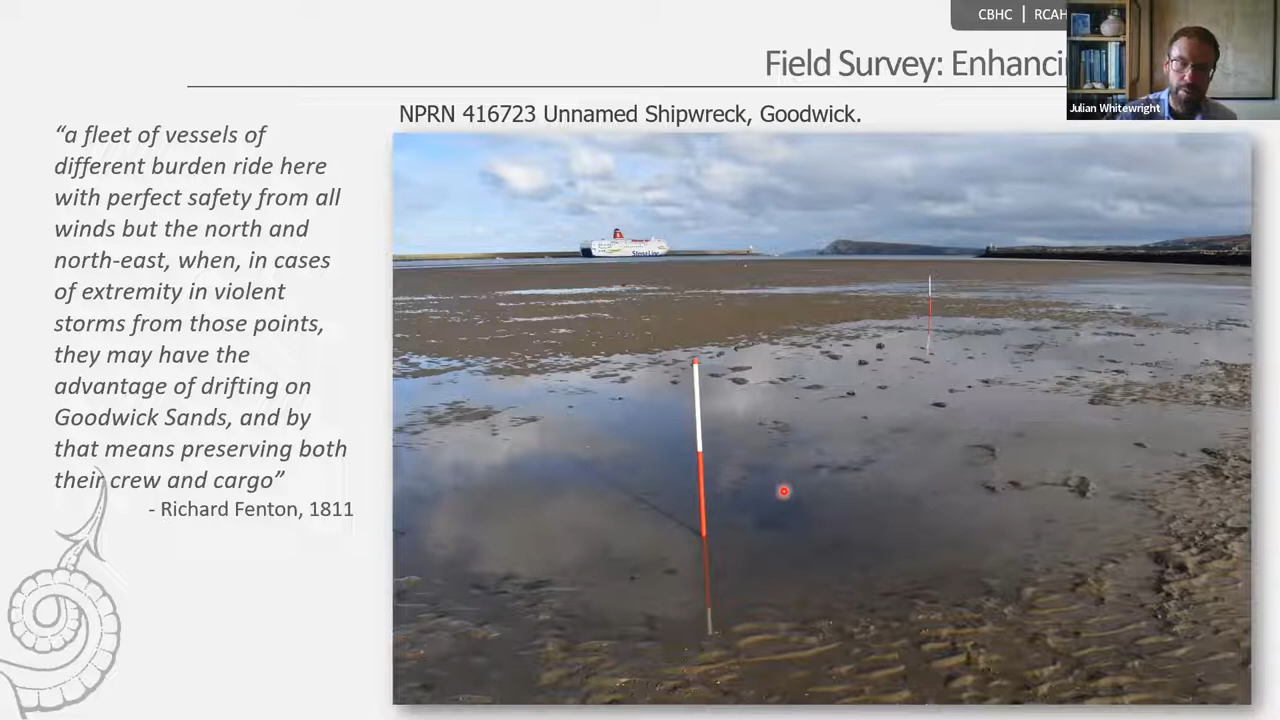 CBHC | RCAH
Field Survey: Enhanci
Julian Whitewright
NPRN 416723 Unnamed Shipwreck, Goodwick.
“a fleet of vessels of
different burden ride here
with perfect safety from all
winds but the north and
north-east, when, in cases
of extremity in violent
storms from those points,
they may have the
advantage of drifting on
Goodwick Sands, and by
that means preserving both
their crew and cargo”
- Richard Fenton, 1811
Stena Line